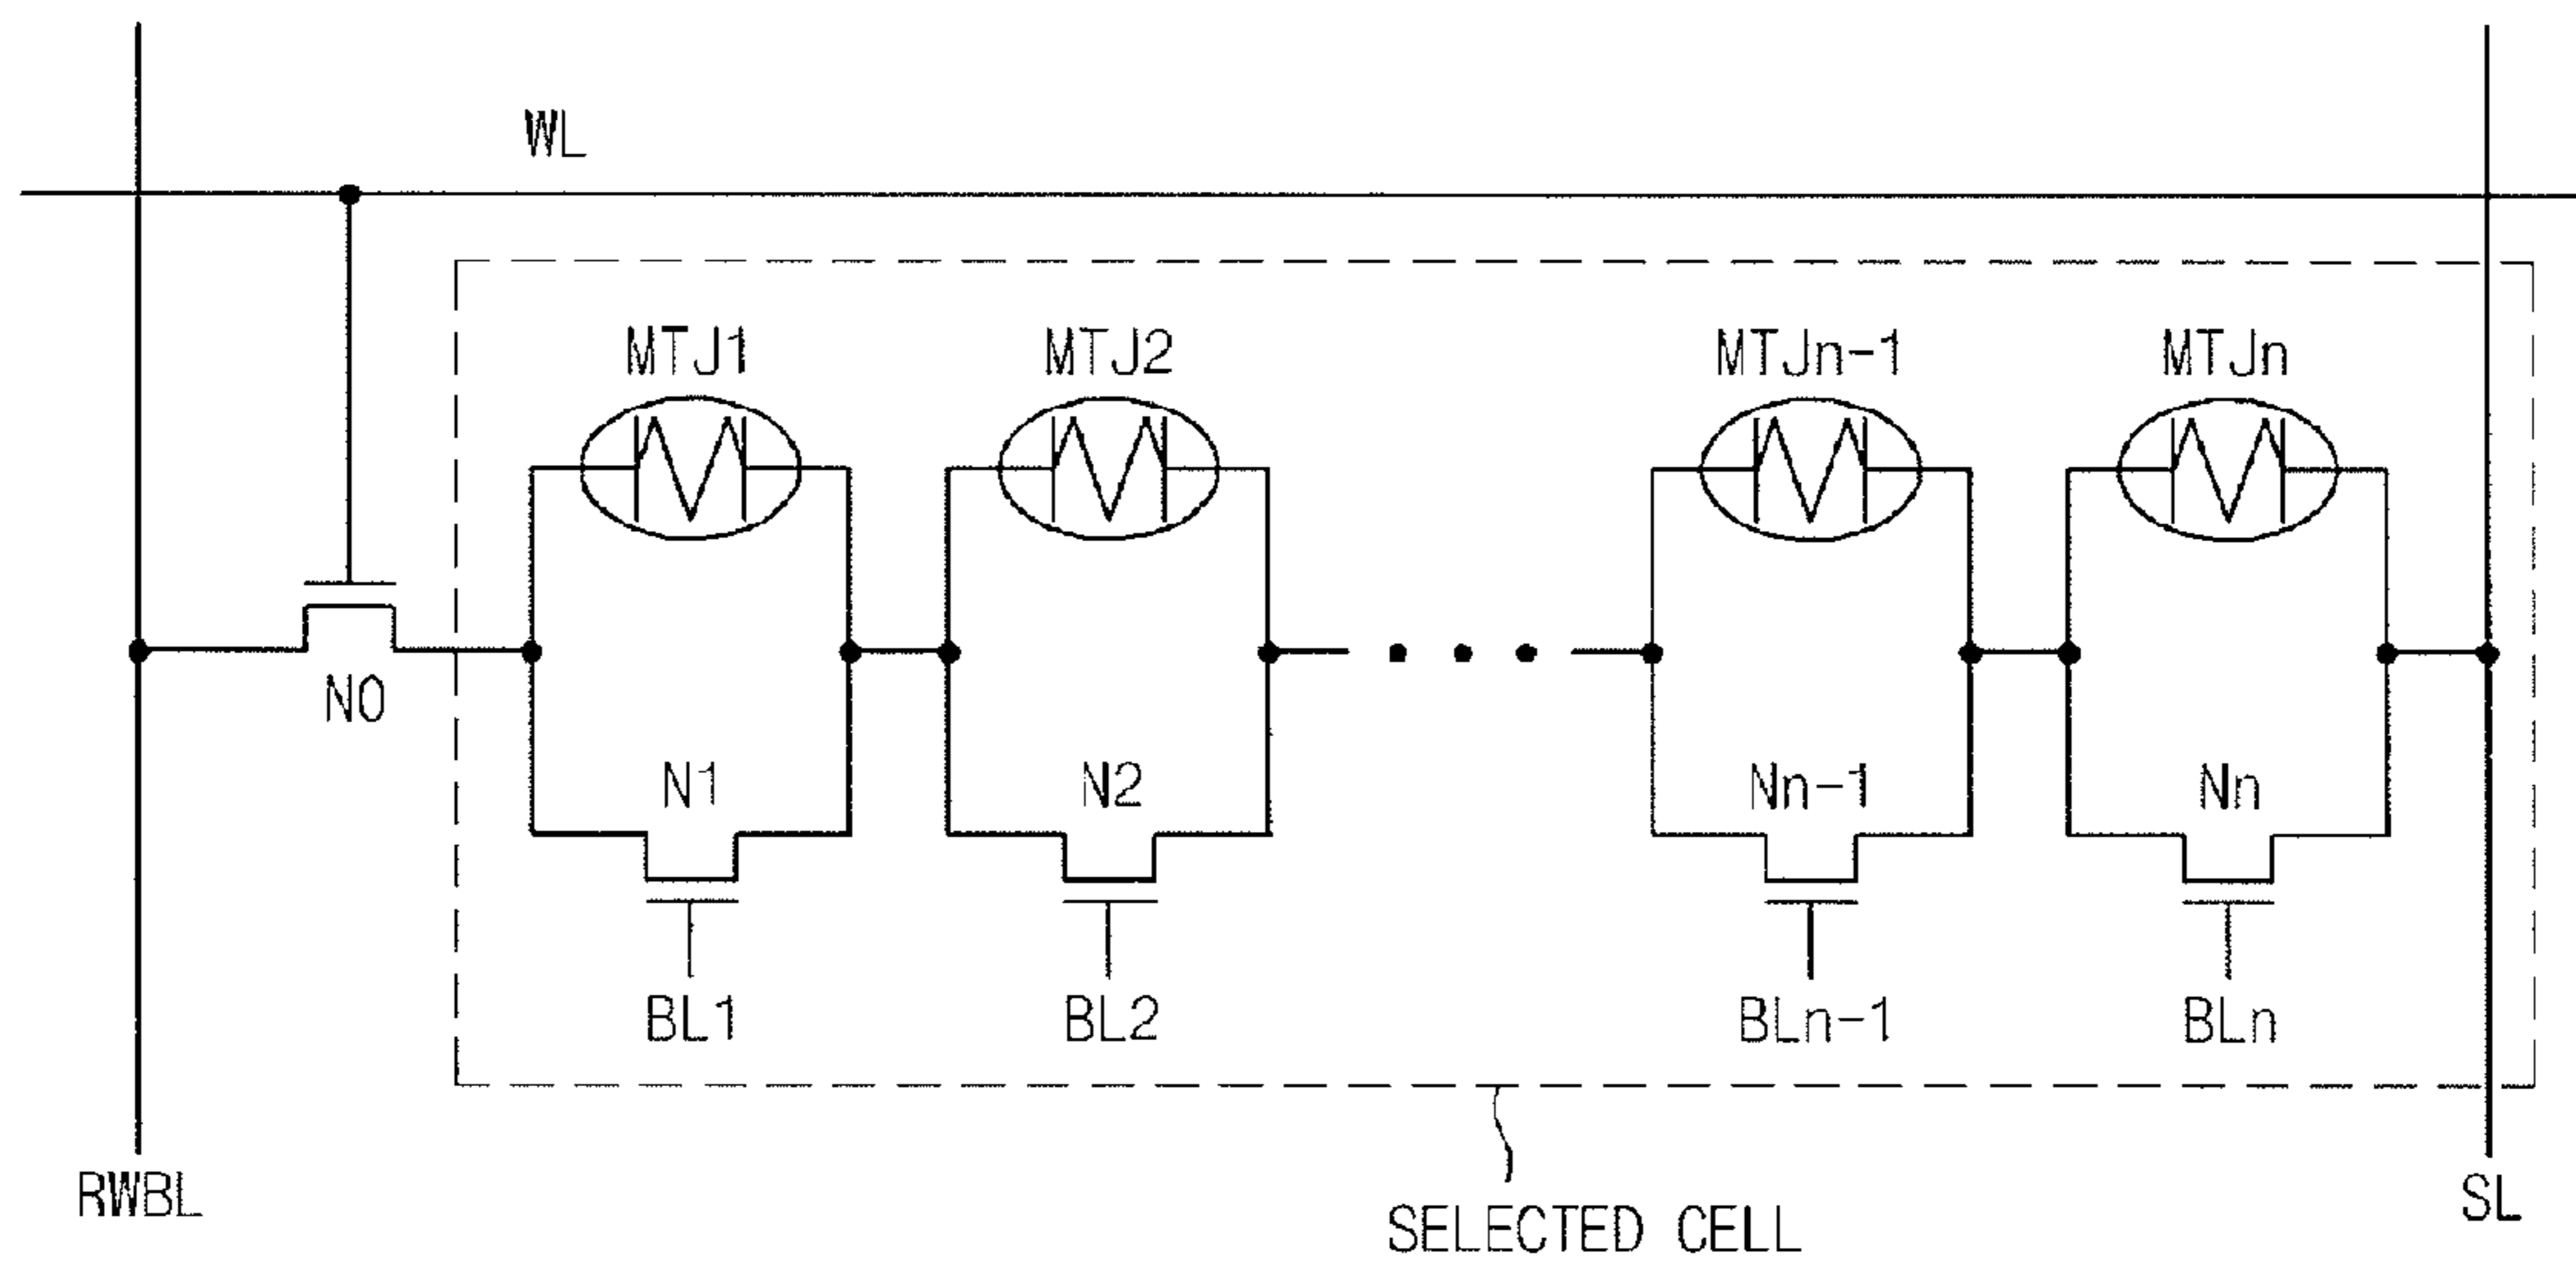 WL
MTJ1 MTJ2 MTJn-1 MTJn
N0
N1 N2 Nn-1 Nn
BL1 BL2 BLn-1 BLn
RWBL SL
SELECTED CELL